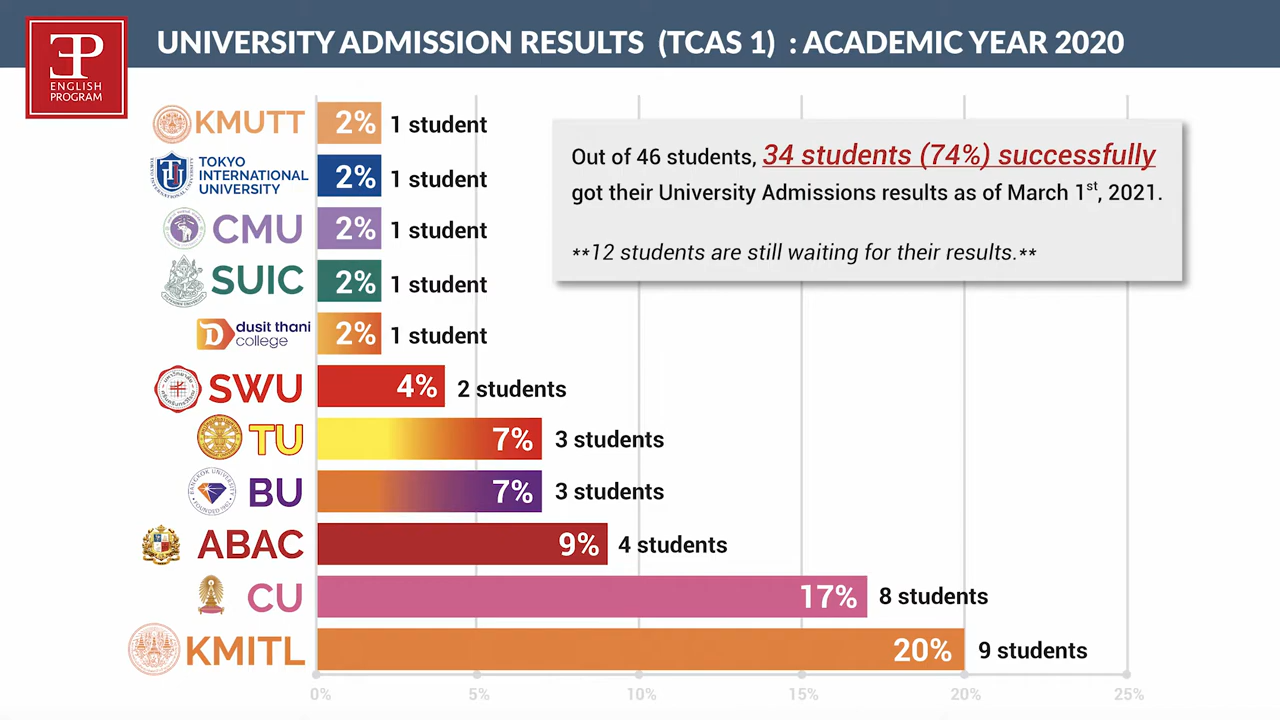 EP
ENGLISH
PROGRAM
UNIVERSITY ADMISSION RESULTS (TCAS 1) : ACADEMIC YEAR 2020
KMUTT 2% 1 student
TOKYO
INTERNATIONAL
UNIVERSITY
2% 1 student
CMU 2% 1 student
SUIC 2% 1 student
dusit thani
college
2% 1 student
SWU 4% 2 students
TU 7% 3 students
BANGKOK UNIVERSITY
FOUNDED 1962
BU 7% 3 students
ABAC 9% 4 students
CU 17% 8 students
KMITL 20% 9 students
0% 5% 10% 15% 20% 25%
Out of 46 students, 34 students (74%) successfully
got their University Admissions results as of March 1st, 2021.
**12 students are still waiting for their results.**